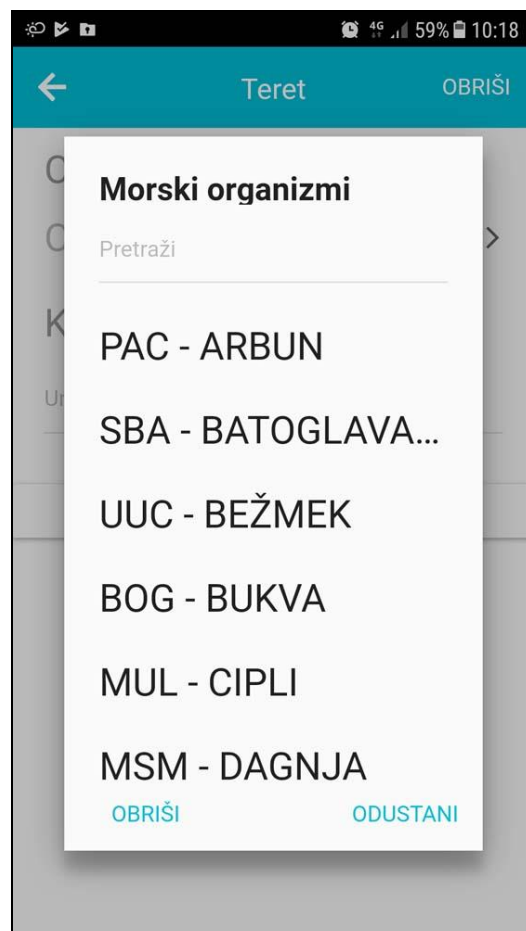 4G 59% 10:18
Teret OBRIŠI
Morski organizmi
Pretraži
PAC - ARBUN
SBA - BATOGLAVA...
UUC - BEŽMEK
BOG - BUKVA
MUL - CIPLI
MSM - DAGNJA
OBRIŠI ODUSTANI